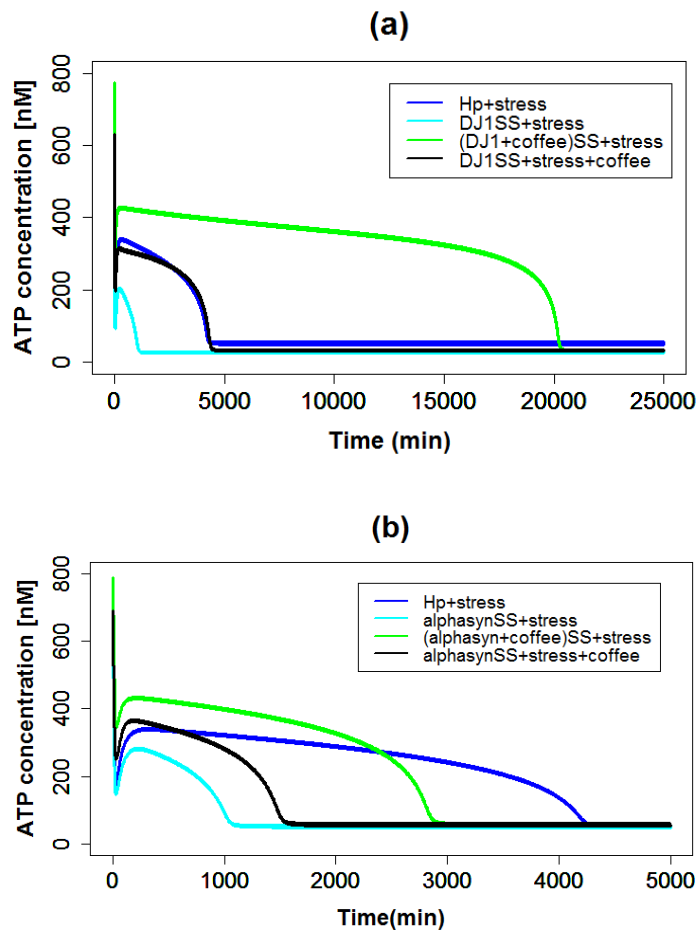 (a)
ATP concentration [nM]
0 200 400 600 800
Hp+stress
DJ1SS+stress
(DJ1+coffee)SS+stress
DJ1SS+stress+coffee
0 5000 10000 15000 20000 25000
Time (min)
(b)
ATP concentration [nM]
0 200 400 600 800
Hp+stress
alphasynSS+stress
(alphasyn+coffee)SS+stress
alphasynSS+stress+coffee
0 1000 2000 3000 4000 5000
Time(min)